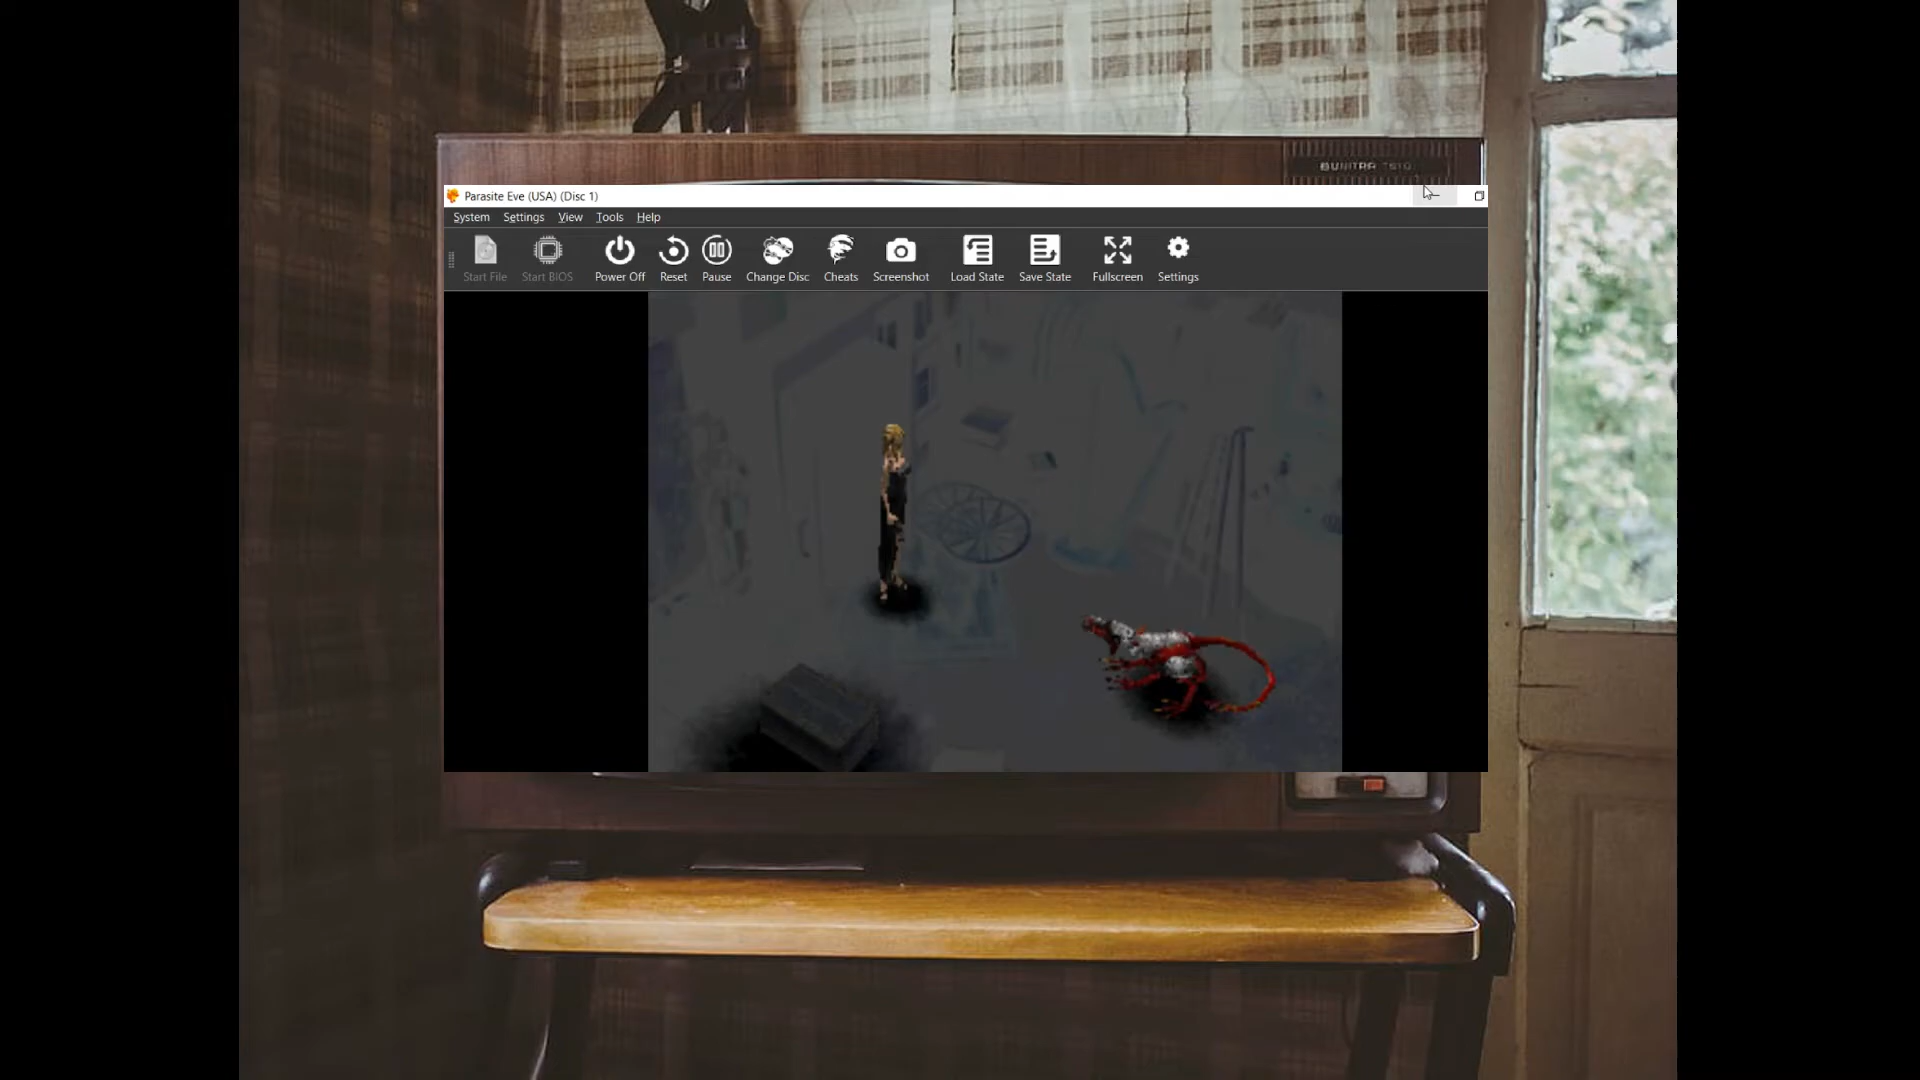 Parasite Eve (USA) (Disc 1)
System Settings View Tools Help
Start File Start BIOS Power Off Reset Pause Change Disc Cheats Screenshot Load State Save State Fullscreen Settings